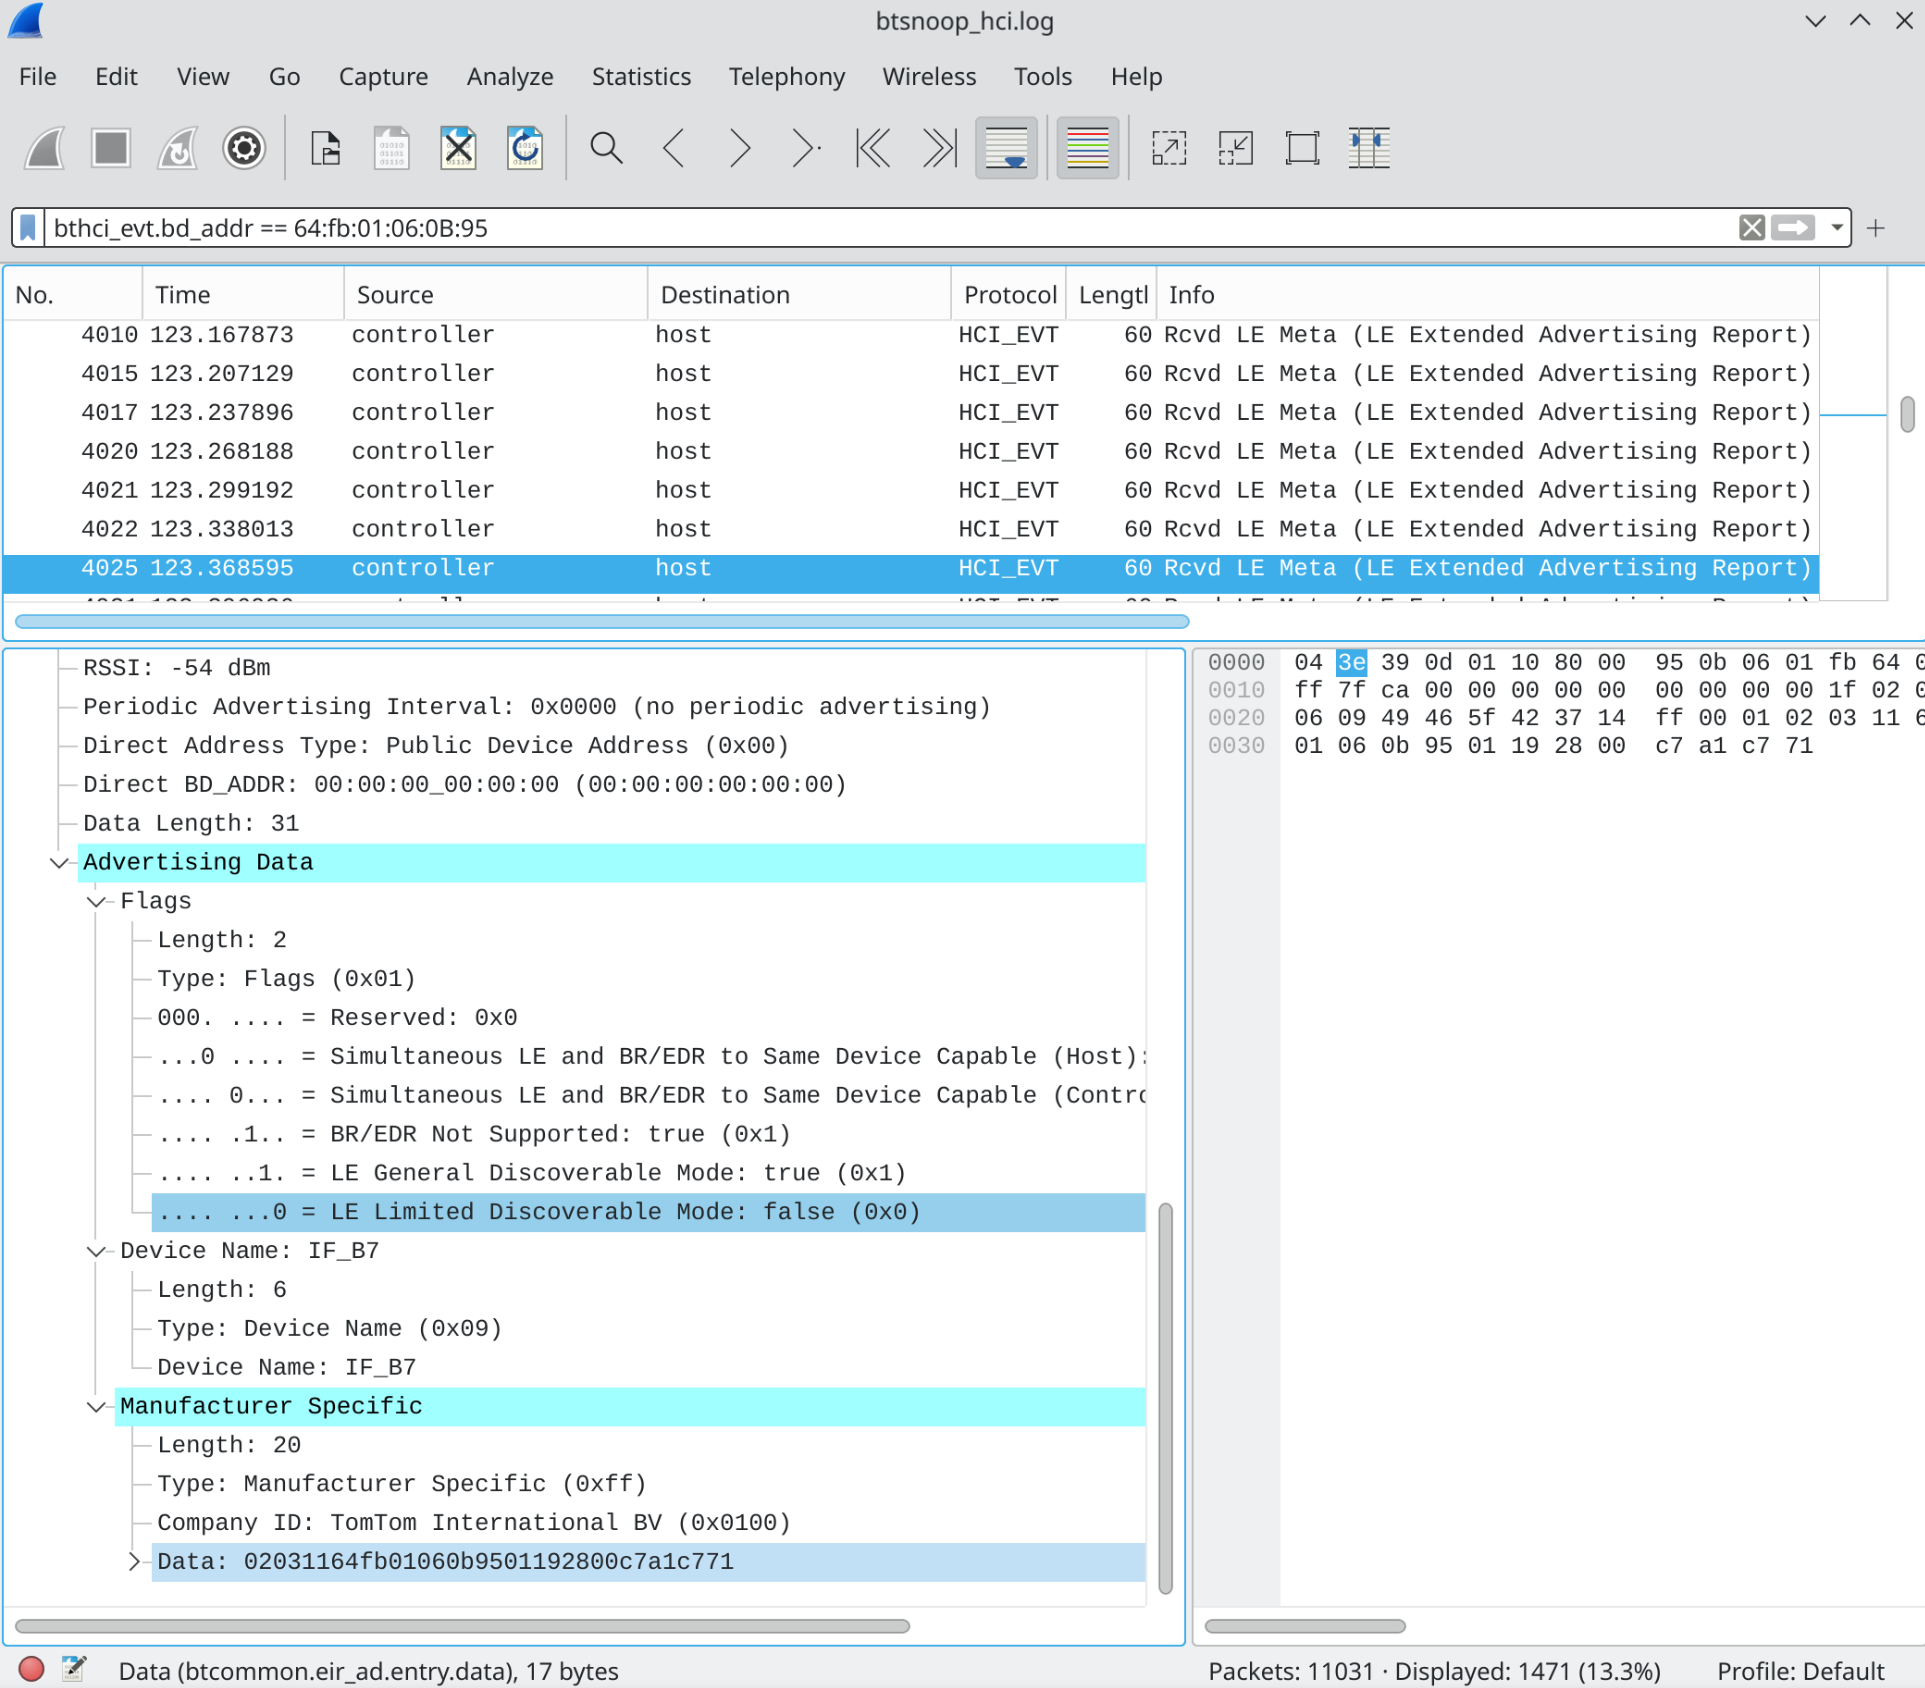 btsnoop_hci.log
File Edit View Go Capture Analyze Statistics Telephony Wireless Tools Help
bthci_evt.bd_addr == 64:fb:01:06:0B:95
No. Time Source Destination Protocol Lengtl Info
4010 123.167873 controller host HCI_EVT 60 Rcvd LE Meta (LE Extended Advertising Report)
4015 123.207129 controller host HCI_EVT 60 Rcvd LE Meta (LE Extended Advertising Report)
4017 123.237896 controller host HCI_EVT 60 Rcvd LE Meta (LE Extended Advertising Report)
4020 123.268188 controller host HCI_EVT 60 Rcvd LE Meta (LE Extended Advertising Report)
4021 123.299192 controller host HCI_EVT 60 Rcvd LE Meta (LE Extended Advertising Report)
4022 123.338013 controller host HCI_EVT 60 Rcvd LE Meta (LE Extended Advertising Report)
4025 123.368595 controller host HCI_EVT 60 Rcvd LE Meta (LE Extended Advertising Report)
RSSI: -54 dBm
Periodic Advertising Interval: 0x0000 (no periodic advertising)
Direct Address Type: Public Device Address (0x00)
Direct BD_ADDR: 00:00:00_00:00:00 (00:00:00:00:00:00)
Data Length: 31
Advertising Data
Flags
Length: 2
Type: Flags (0x01)
000. .... = Reserved: 0x0
...0 .... = Simultaneous LE and BR/EDR to Same Device Capable (Host):
.... 0... = Simultaneous LE and BR/EDR to Same Device Capable (Contro
.... .1.. = BR/EDR Not Supported: true (0x1)
.... ..1. = LE General Discoverable Mode: true (0x1)
.... ...0 = LE Limited Discoverable Mode: false (0x0)
Device Name: IF_B7
Length: 6
Type: Device Name (0x09)
Device Name: IF_B7
Manufacturer Specific
Length: 20
Type: Manufacturer Specific (0xff)
Company ID: TomTom International BV (0x0100)
Data: 02031164fb01060b9501192800c7a1c771
0000 04 3e 39 0d 01 10 80 00 95 0b 06 01 fb 64
0010 ff 7f ca 00 00 00 00 00 00 00 00 00 1f 02
0020 06 09 49 46 5f 42 37 14 ff 00 01 02 03 11
0030 01 06 0b 95 01 19 28 00 c7 a1 c7 71
Data (btcommon.eir_ad.entry.data), 17 bytes
Packets: 11031 · Displayed: 1471 (13.3%)
Profile: Default